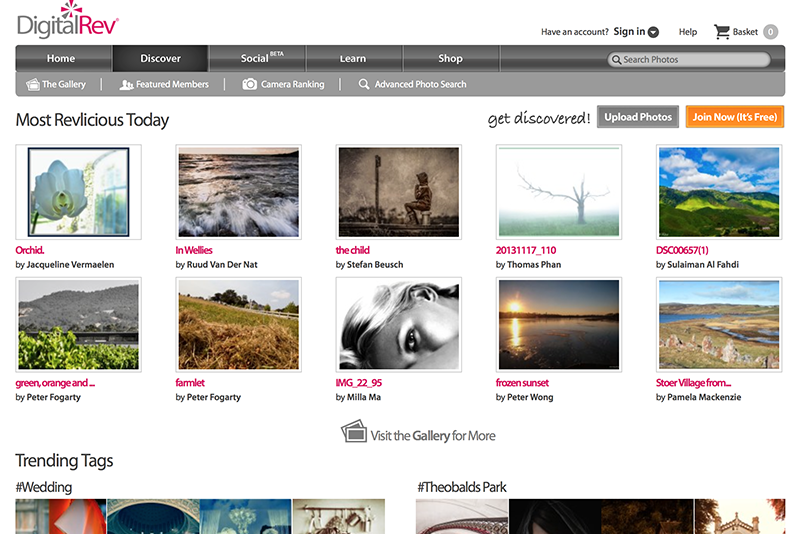 DigitalRev
Have an account? Sign in
Help
Basket 0
Home
Discover
Social BETA
Learn
Shop
Search Photos
The Gallery
Featured Members
Camera Ranking
Advanced Photo Search
Most Revlicious Today
get discovered!
Upload Photos
Join Now (It's Free)
Orchid.
by Jacqueline Vermaelen
In Wellies
by Ruud Van Der Nat
the child
by Stefan Beusch
20131117_110
by Thomas Phan
DSC00657(1)
by Sulaiman Al Fahdi
green, orange and ...
by Peter Fogarty
farmlet
by Peter Fogarty
IMG_22_95
by Milla Ma
frozen sunset
by Peter Wong
Stoer Village from...
by Pamela Mackenzie
Visit the Gallery for More
Trending Tags
#Wedding
#Theobalds Park